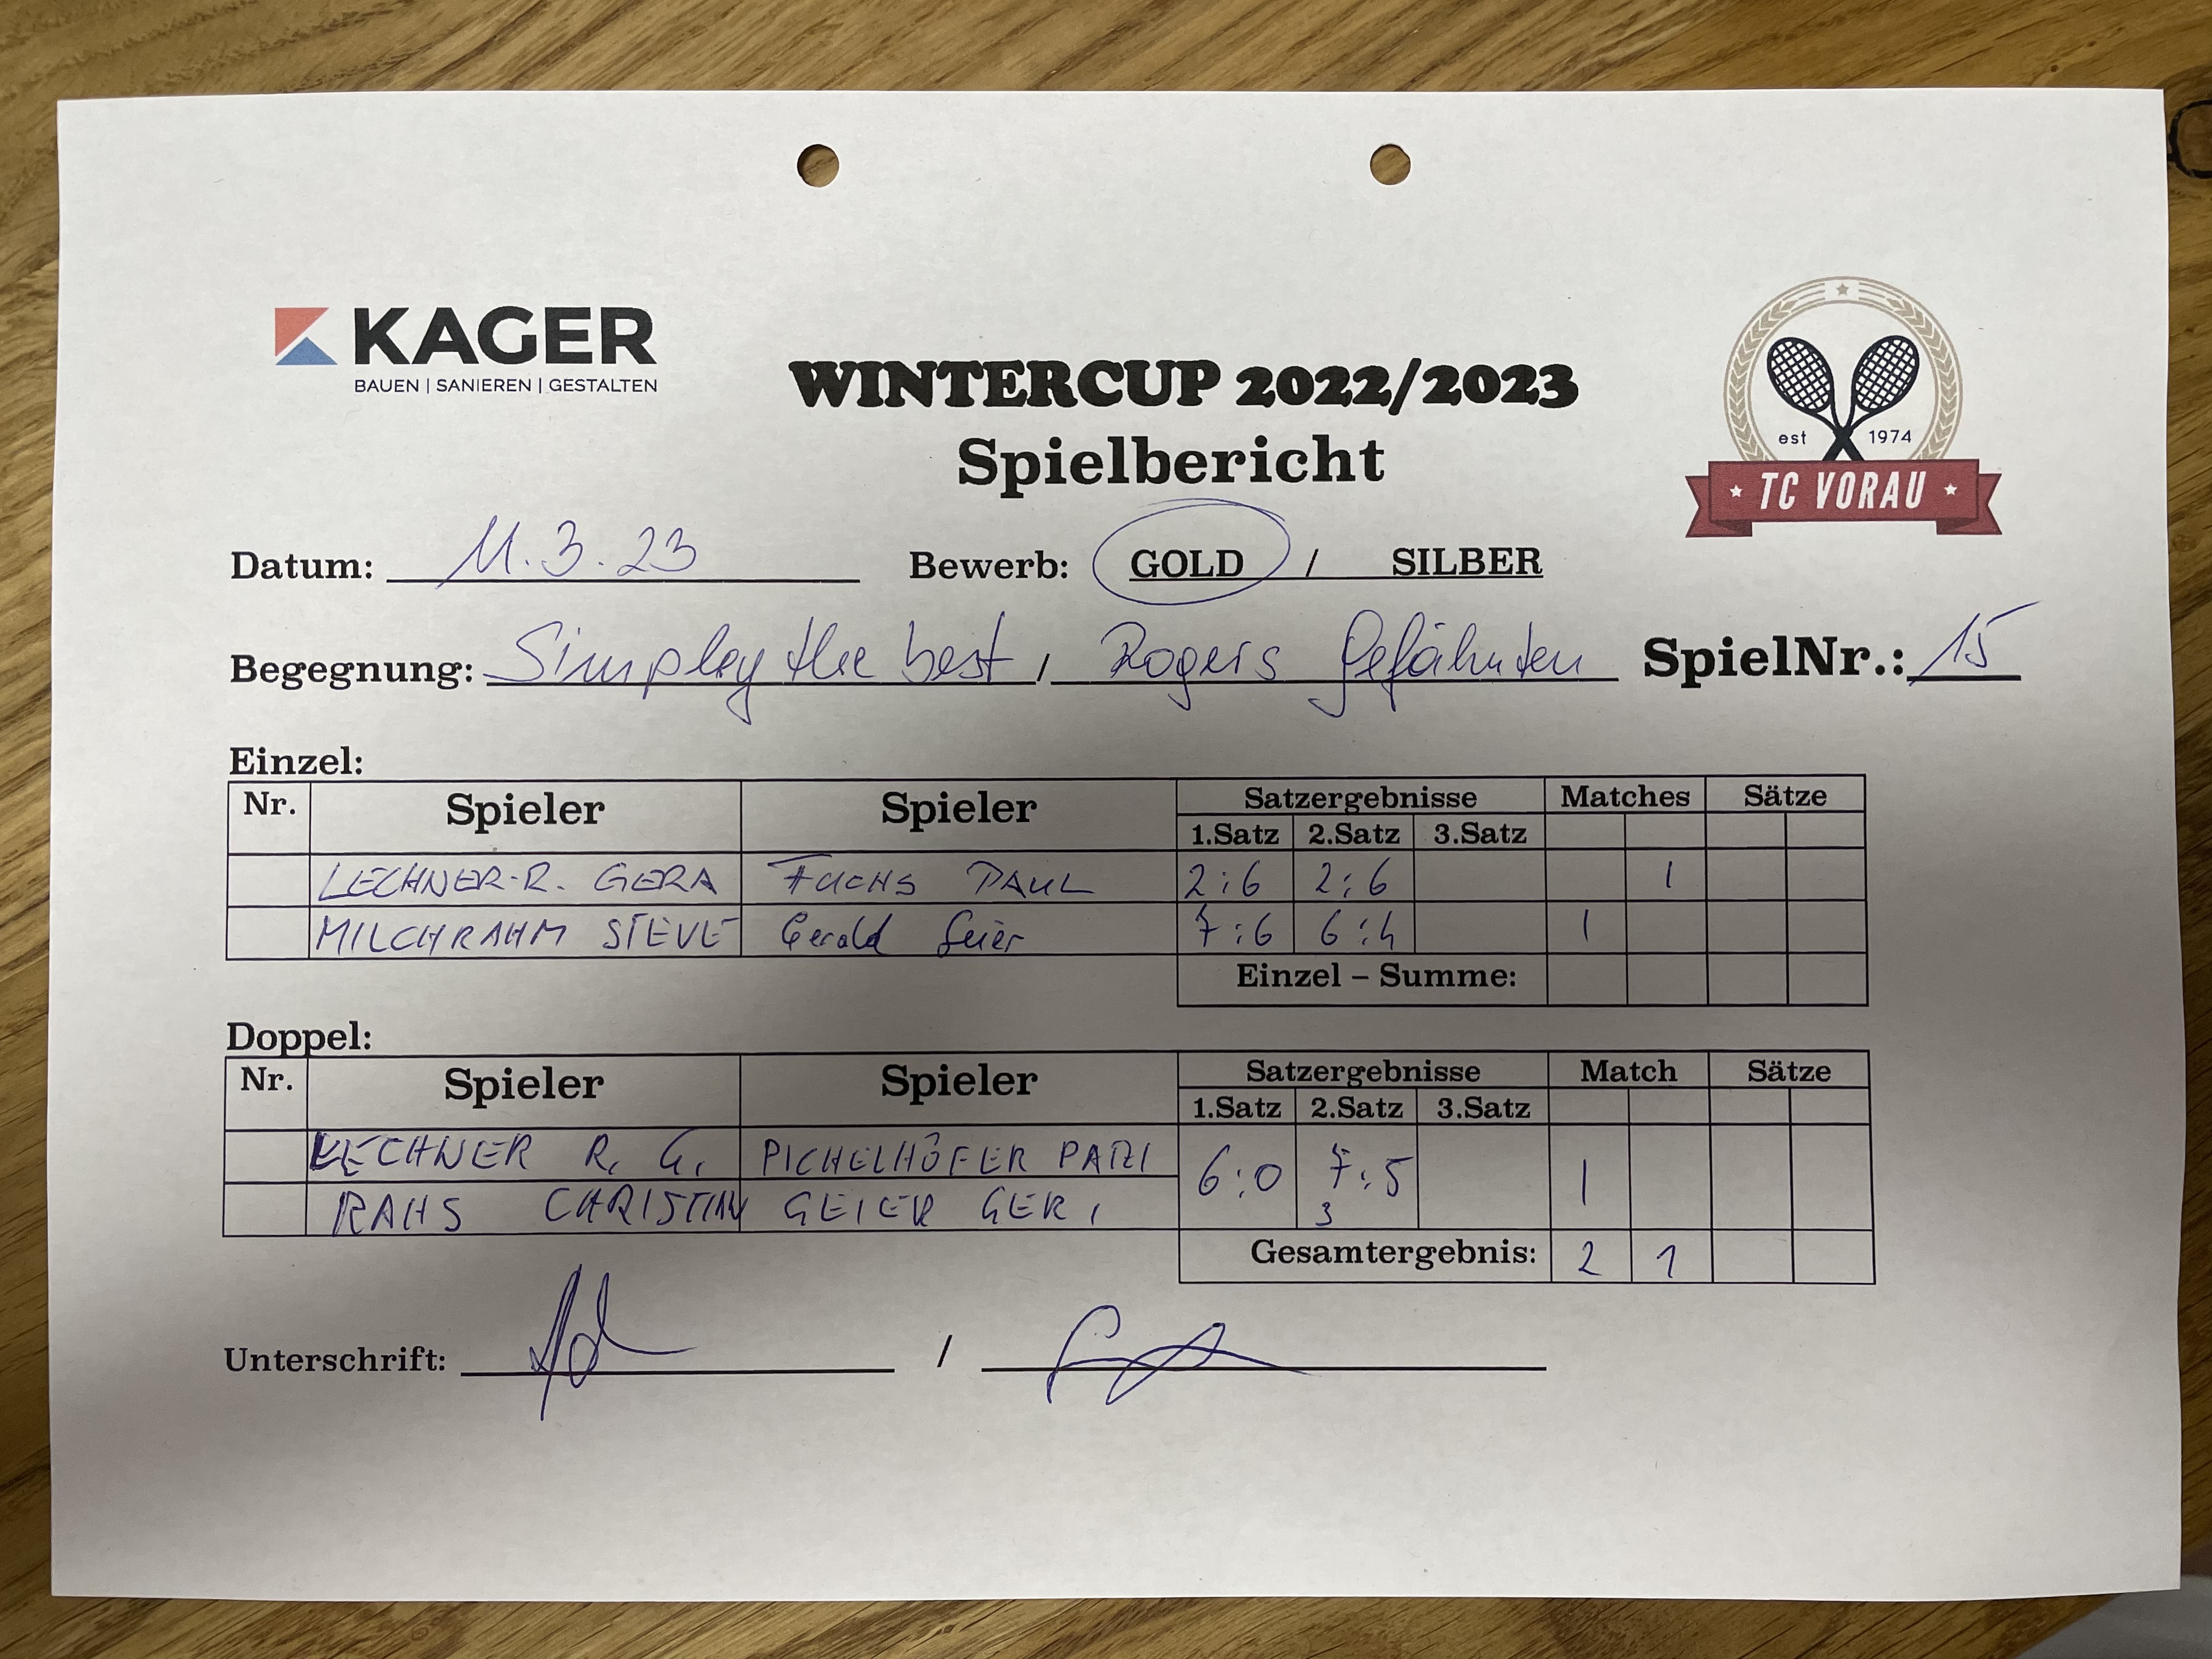 KAGER
BAUEN | SANIEREN | GESTALTEN
WINTERCUP 2022/2023
Spielbericht
est 1974
TC VORAU
Datum: 11.3.23 Bewerb: GOLD / SILBER
Begegnung: Simpley the best / Rogers Gefährten SpielNr.: 15
Einzel:
Nr. Spieler Spieler Satzergebnisse Matches Sätze
1.Satz 2.Satz 3.Satz
LECHNER-R. GERA FUCHS PAUL 2:6 2:6 1
MILCHRAHM STEVE Gerald Geier 7:6 6:4 1
Einzel – Summe:
Doppel:
Nr. Spieler Spieler Satzergebnisse Match Sätze
1.Satz 2.Satz 3.Satz
LECHNER R. G. PICHELHÖFER PATZI 6:0 7:5 1
RAHS CHRISTIAN GEIER GERI 3
Gesamtergebnis: 2 1
Unterschrift: /